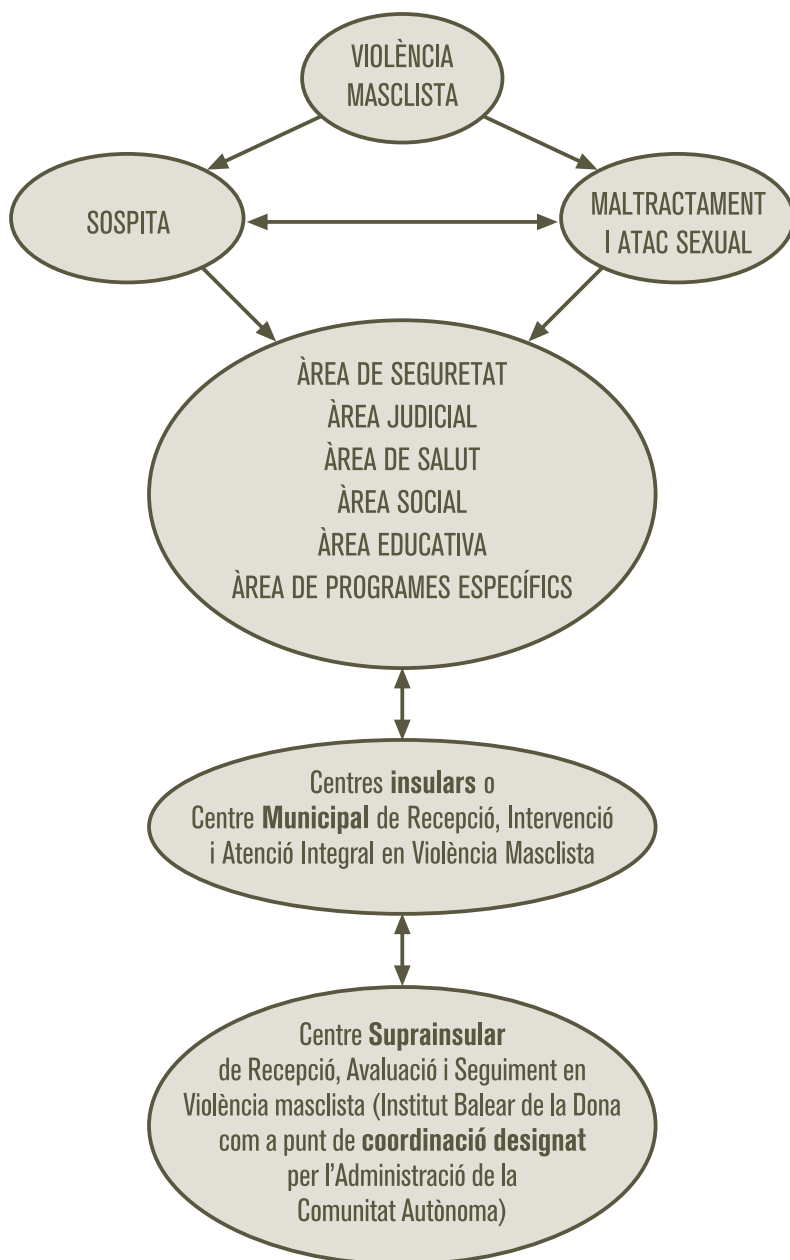 VIOLÈNCIA
MASCLISTA
SOSPITA
MALTRACTAMENT
I ATAC SEXUAL
ÀREA DE SEGURETAT
ÀREA JUDICIAL
ÀREA DE SALUT
ÀREA SOCIAL
ÀREA EDUCATIVA
ÀREA DE PROGRAMES ESPECÍFICS
Centres insulars o
Centre Municipal de Recepció, Intervenció
i Atenció Integral en Violència Masclista
Centre Suprainsular
de Recepció, Avaluació i Seguiment en
Violència masclista (Institut Balear de la Dona
com a punt de coordinació designat
per l’Administració de la
Comunitat Autònoma)